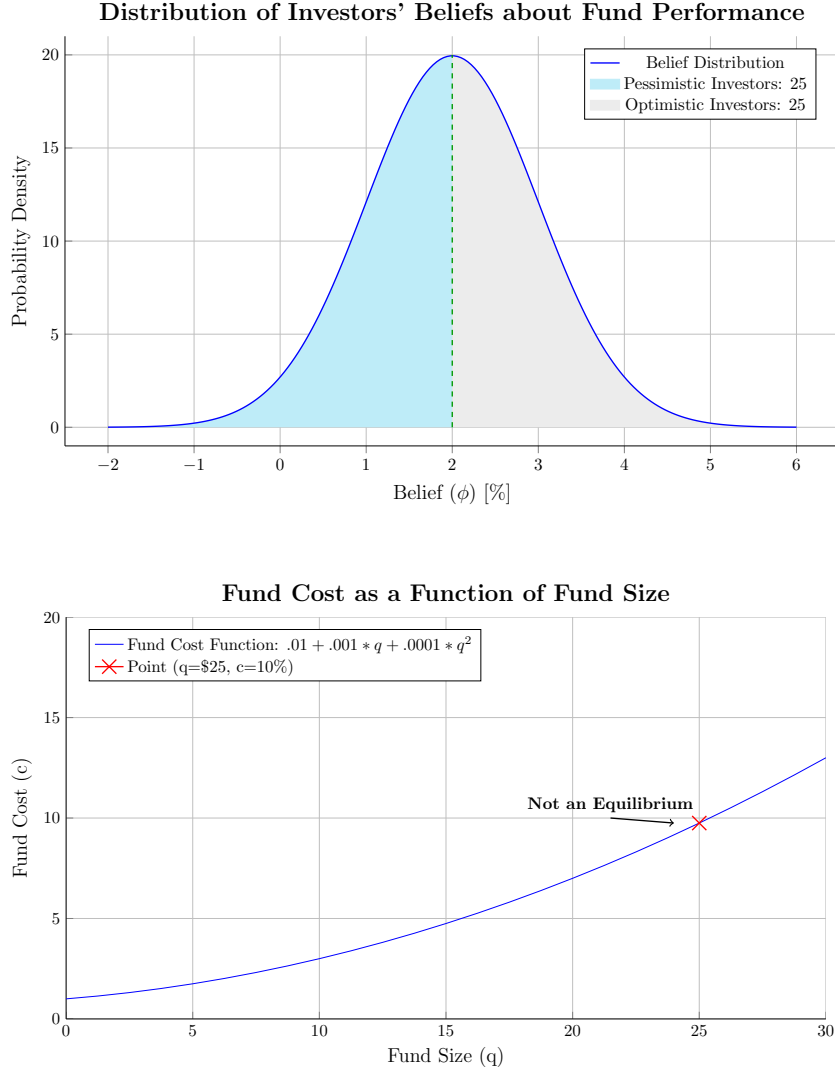 Distribution of Investors' Beliefs about Fund Performance
Belief Distribution
Pessimistic Investors: 25
Optimistic Investors: 25
Probability Density
20
15
10
5
0
−2 −1 0 1 2 3 4 5 6
Belief (ϕ) [%]
Fund Cost as a Function of Fund Size
Fund Cost Function: .01 + .001 ∗ q + .0001 ∗ q²
Point (q=$25, c=10%)
Not an Equilibrium
Fund Cost (c)
20
15
10
5
0
0 5 10 15 20 25 30
Fund Size (q)